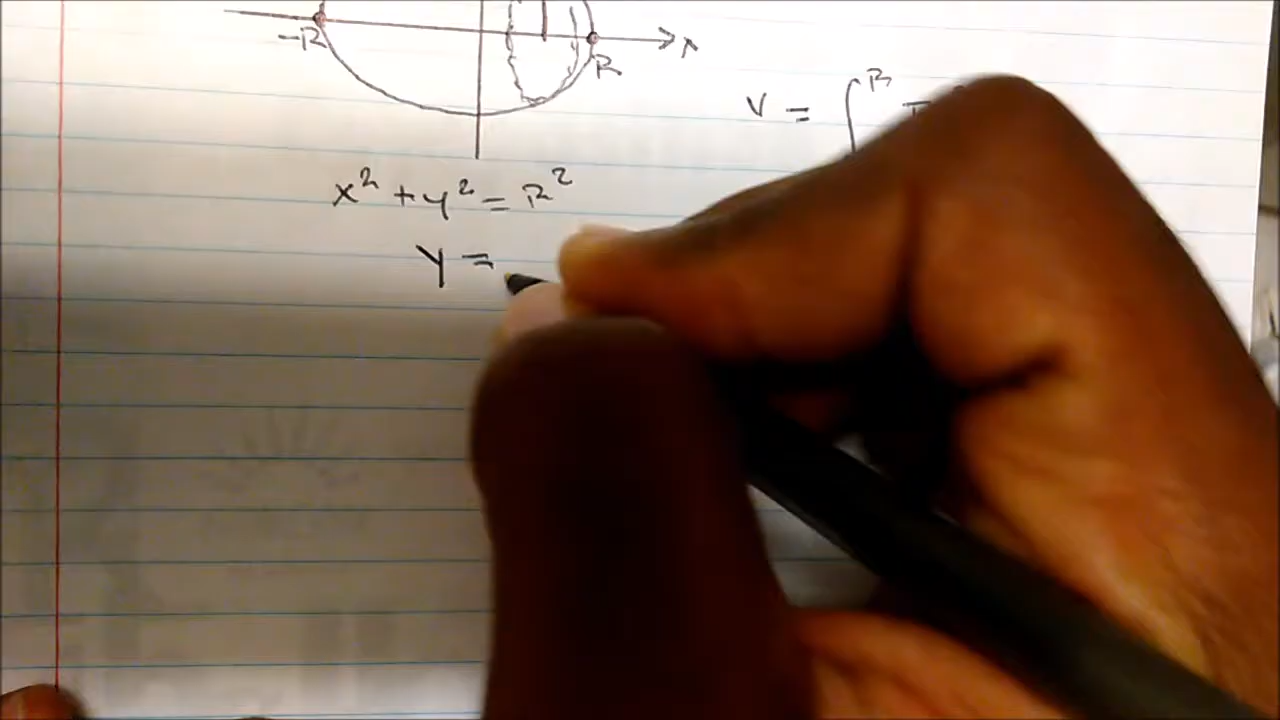 -R
R
V = ∫ R
x² + y² = R²
y =